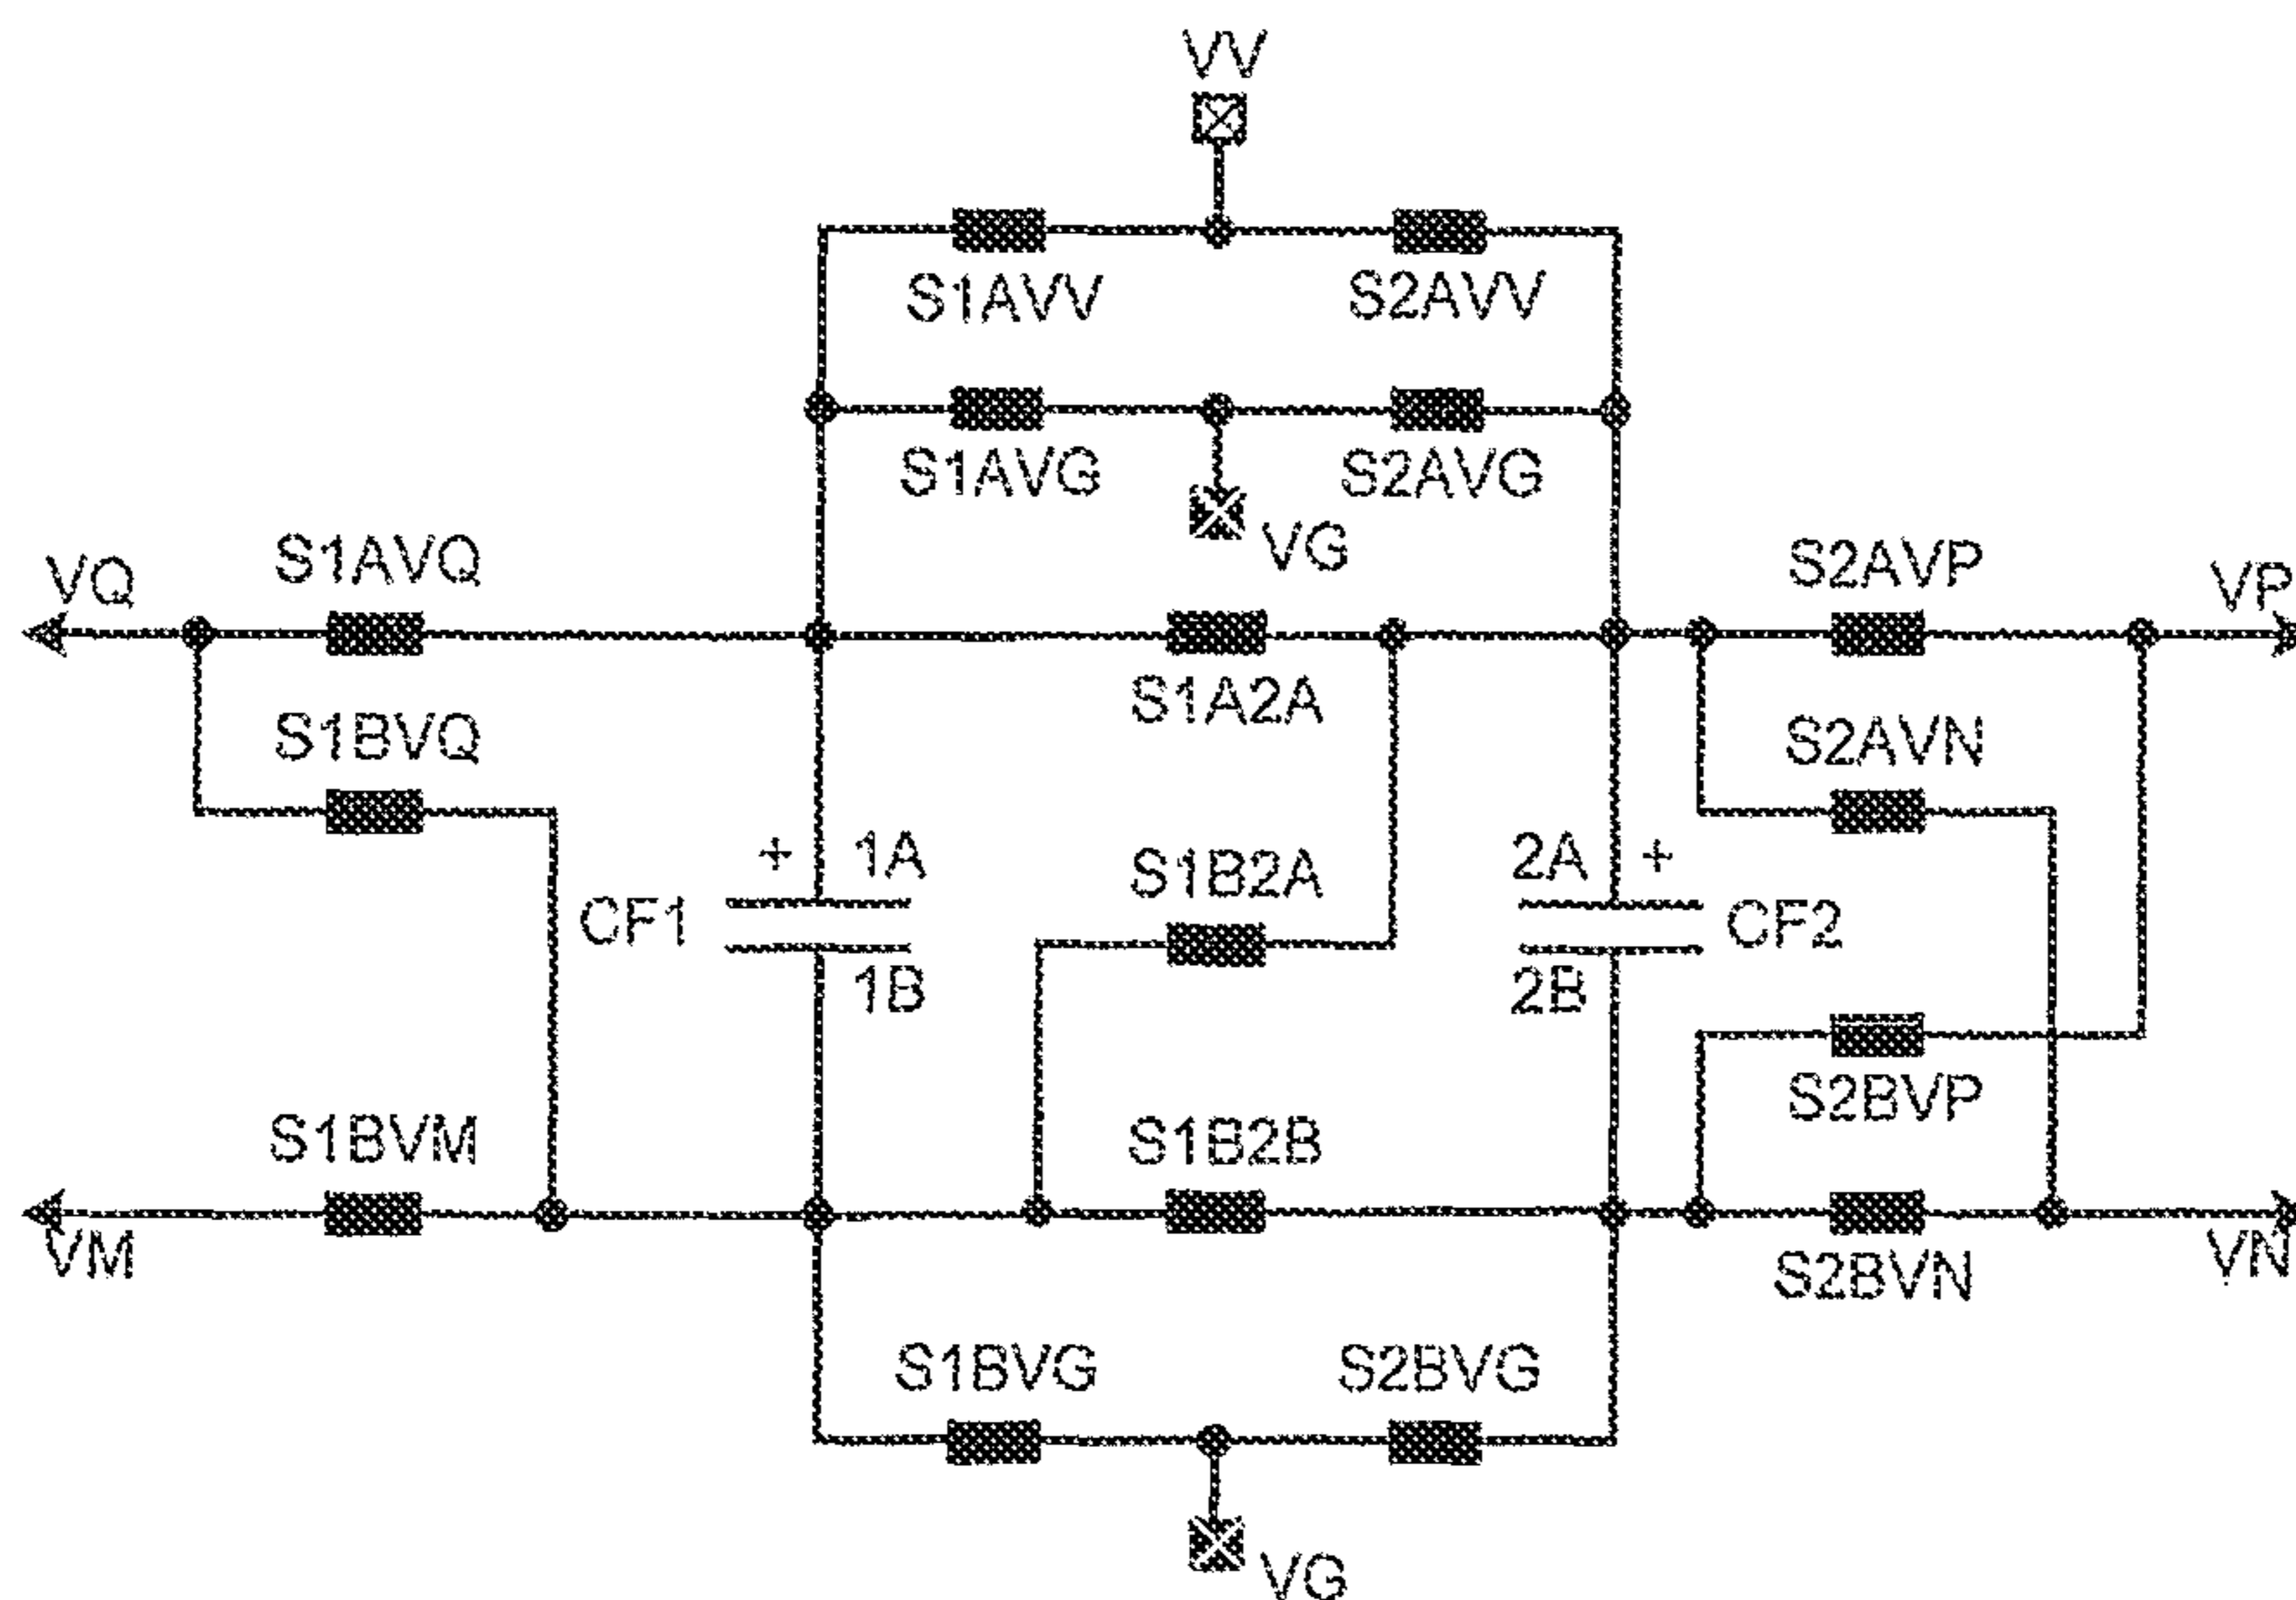 VV
S1AVV S2AVV
S1AVG S2AVG
VG
VQ S1AVQ S2AVP VP
S1A2A
S1BVQ S2AVN
+ 1A S1B2A 2A +
CF1 CF2
1B 2B
S2BVP
S1BVM S1B2B
VM S2BVN VN
S1BVG S2BVG
VG